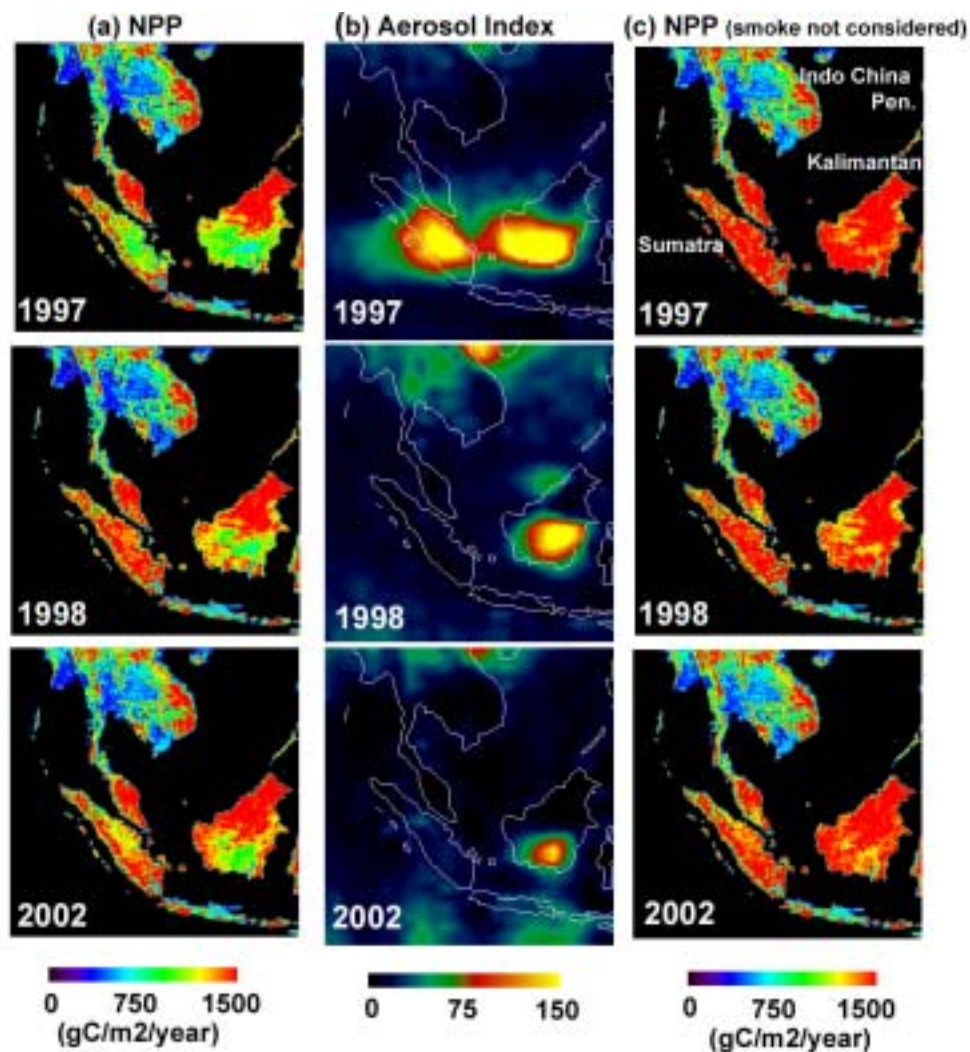 (a) NPP
(b) Aerosol Index
(c) NPP (smoke not considered)
Indo China
Pen.
Kalimantan
Sumatra
1997
1997
1997
1998
1998
1998
2002
2002
2002
0 750 1500
(gC/m2/year)
0 75 150
0 750 1500
(gC/m2/year)